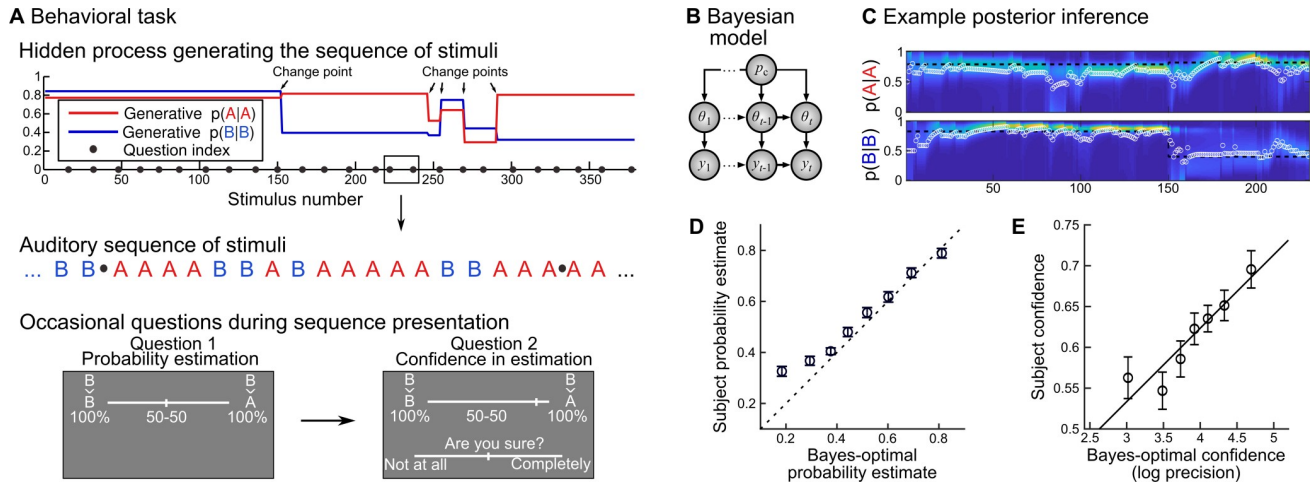 A Behavioral task
Hidden process generating the sequence of stimuli
Change point
Change points
1
0.8
0.6
0.4
0.2
0
Generative p(A|A)
Generative p(B|B)
Question index
0 50 100 150 200 250 300 350
Stimulus number
Auditory sequence of stimuli
... B B A A A A B B A B A A A A A B B A A A A A ...
Occasional questions during sequence presentation
Question 1
Probability estimation
B B
B A
100% 50-50 100%
Question 2
Confidence in estimation
B B
B A
100% 50-50 100%
Are you sure?
Not at all Completely
B Bayesian
model
... pc
θ1 θt-1 θt
y1 yt-1 yt
C Example posterior inference
p(A|A)
1
0.5
0
p(B|B)
1
0.5
0
50 100 150 200
D
Subject probability estimate
0.8
0.6
0.4
0.2
0.2 0.4 0.6 0.8
Bayes-optimal
probability estimate
E
Subject confidence
0.75
0.7
0.65
0.6
0.55
0.5
2.5 3 3.5 4 4.5 5
Bayes-optimal confidence
(log precision)